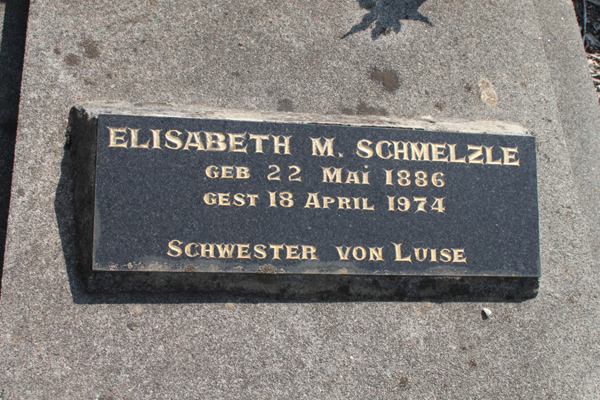 ELISABETH M. SCHMELZLE
GEB 22 MAI 1886
GEST 18 APRIL 1974
SCHWESTER VON LUISE